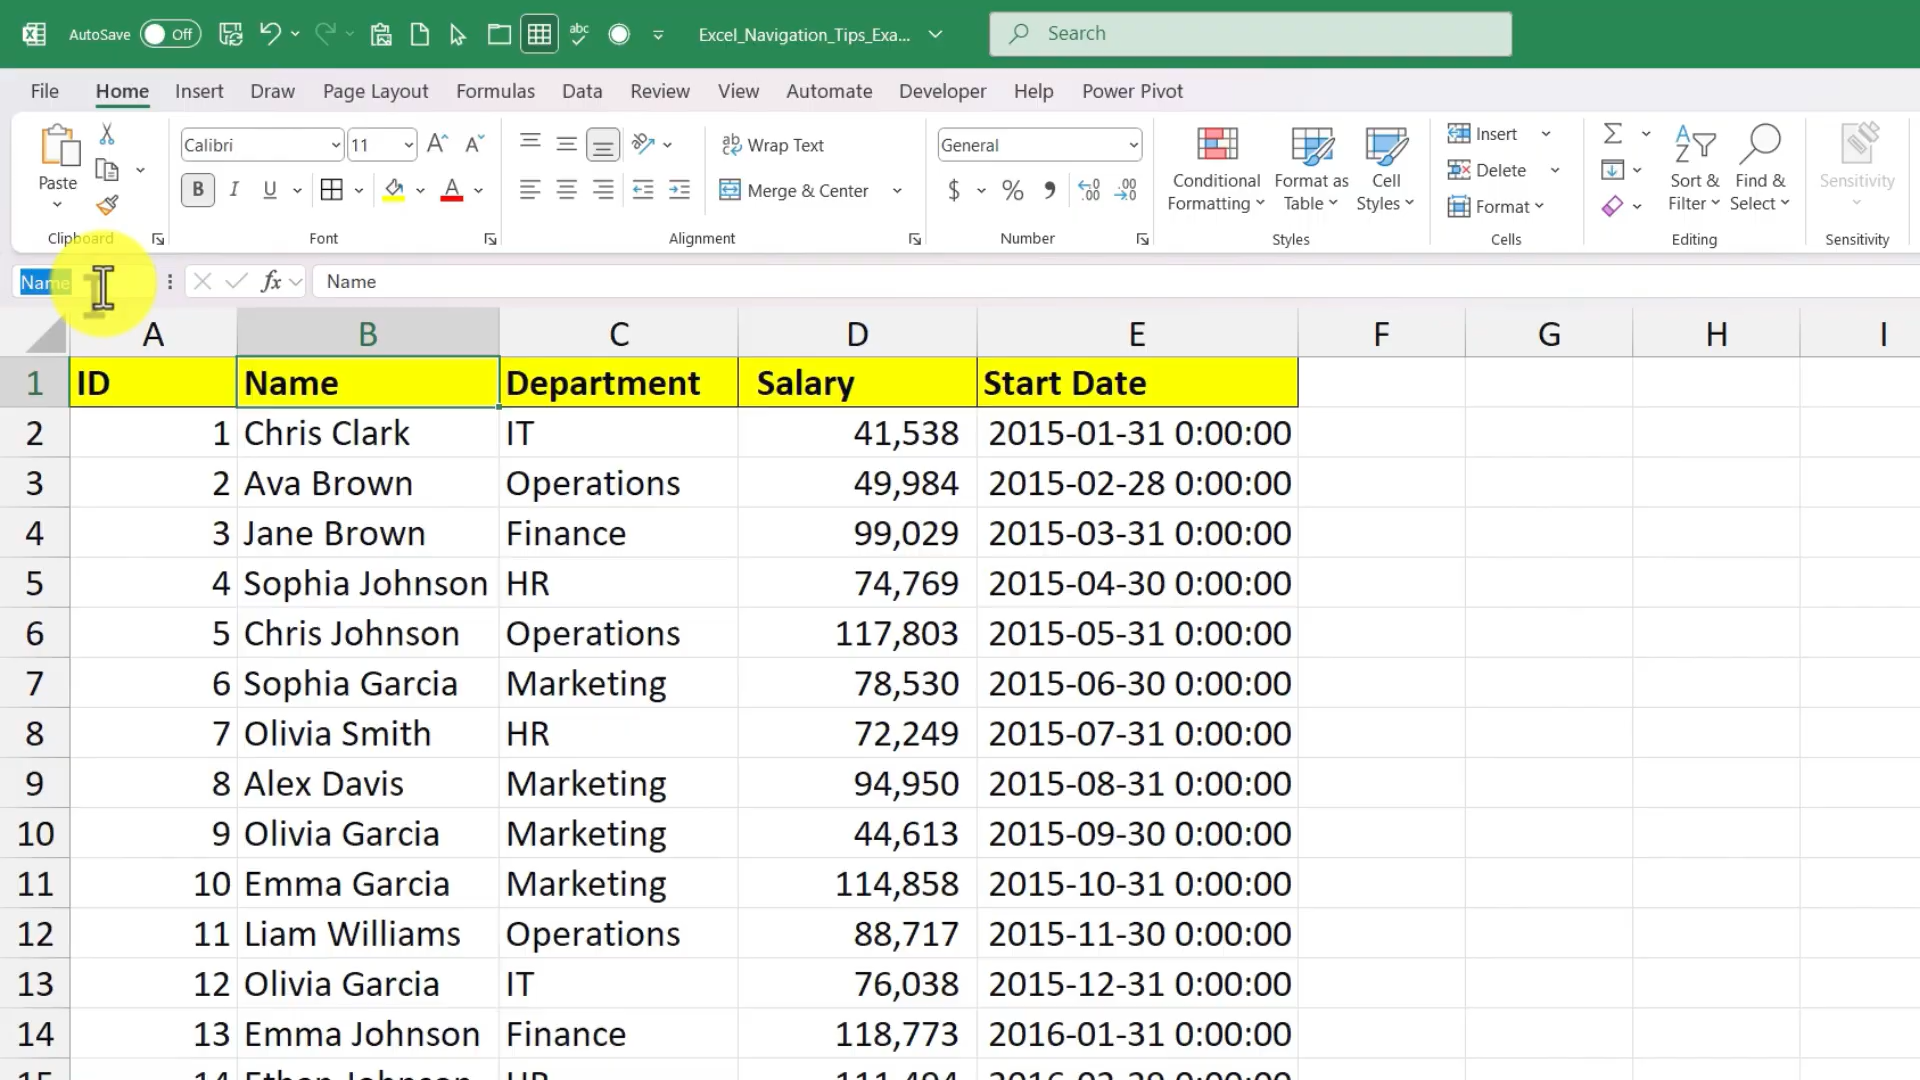 AutoSave Off Excel_Navigation_Tips_Exa... Search
File Home Insert Draw Page Layout Formulas Data Review View Automate Developer Help Power Pivot
Paste
Clipboard
Calibri 11
B I U A
Font
ab Wrap Text
Merge & Center
Alignment
General
$ % 9 .00
Number
Conditional Formatting
Format as Table
Cell Styles
Styles
Insert
Delete
Format
Cells
Sort & Filter
Find & Select
Editing
Sensitivity
Sensitivity
Name fx Name
A B C D E F G H I
1 ID Name Department Salary Start Date
2 1 Chris Clark IT 41,538 2015-01-31 0:00:00
3 2 Ava Brown Operations 49,984 2015-02-28 0:00:00
4 3 Jane Brown Finance 99,029 2015-03-31 0:00:00
5 4 Sophia Johnson HR 74,769 2015-04-30 0:00:00
6 5 Chris Johnson Operations 117,803 2015-05-31 0:00:00
7 6 Sophia Garcia Marketing 78,530 2015-06-30 0:00:00
8 7 Olivia Smith HR 72,249 2015-07-31 0:00:00
9 8 Alex Davis Marketing 94,950 2015-08-31 0:00:00
10 9 Olivia Garcia Marketing 44,613 2015-09-30 0:00:00
11 10 Emma Garcia Marketing 114,858 2015-10-31 0:00:00
12 11 Liam Williams Operations 88,717 2015-11-30 0:00:00
13 12 Olivia Garcia IT 76,038 2015-12-31 0:00:00
14 13 Emma Johnson Finance 118,773 2016-01-31 0:00:00